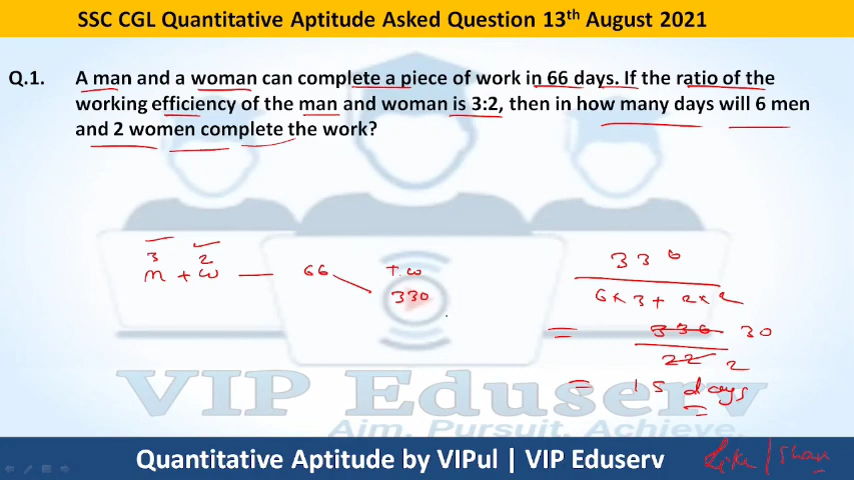 SSC CGL Quantitative Aptitude Asked Question 13th August 2021
Q.1. A man and a woman can complete a piece of work in 66 days. If the ratio of the
working efficiency of the man and woman is 3:2, then in how many days will 6 men
and 2 women complete the work?
3 2
m + w — 66 T.W
330
330
6 x 3 + 2 x 2
= 330 30
22 2
= 15 days
VIP Eduserv
Aim. Pursuit. Achieve.
Quantitative Aptitude by VIPul | VIP Eduserv
Like / Share